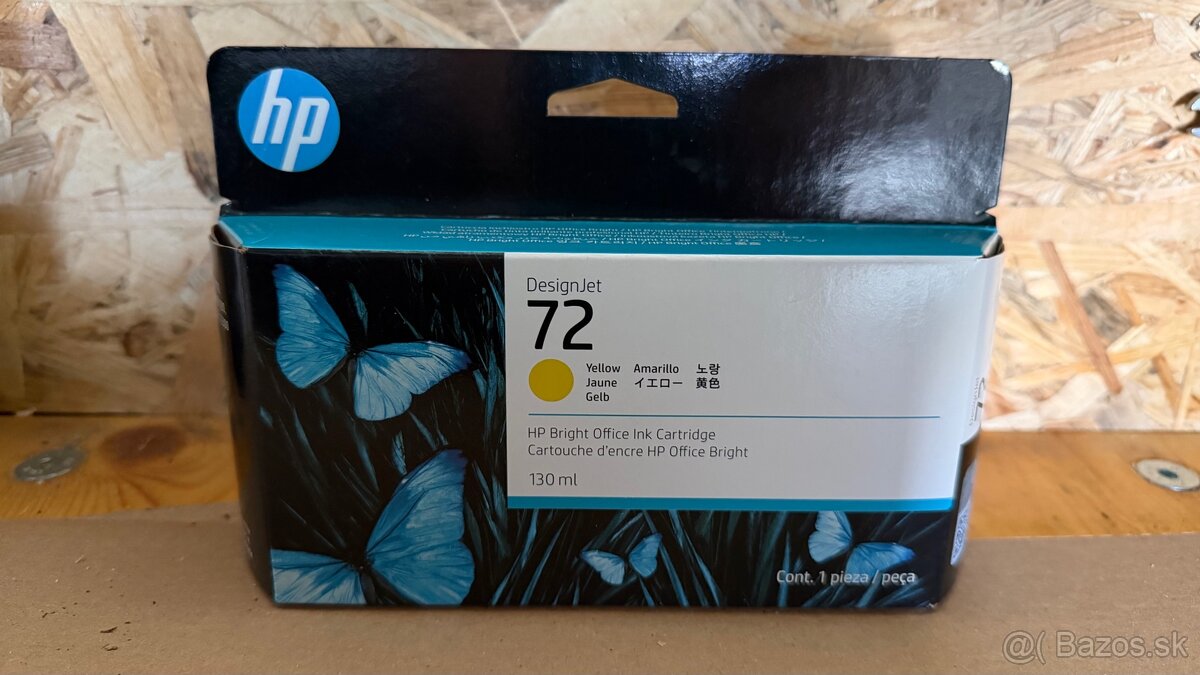 hp
DesignJet
72
Yellow Amarillo 노랑
Jaune イエロー 黄色
Gelb
HP Bright Office Ink Cartridge
Cartouche d'encre HP Office Bright
130 ml
Cont. 1 pieza / peça
@( Bazos.sk